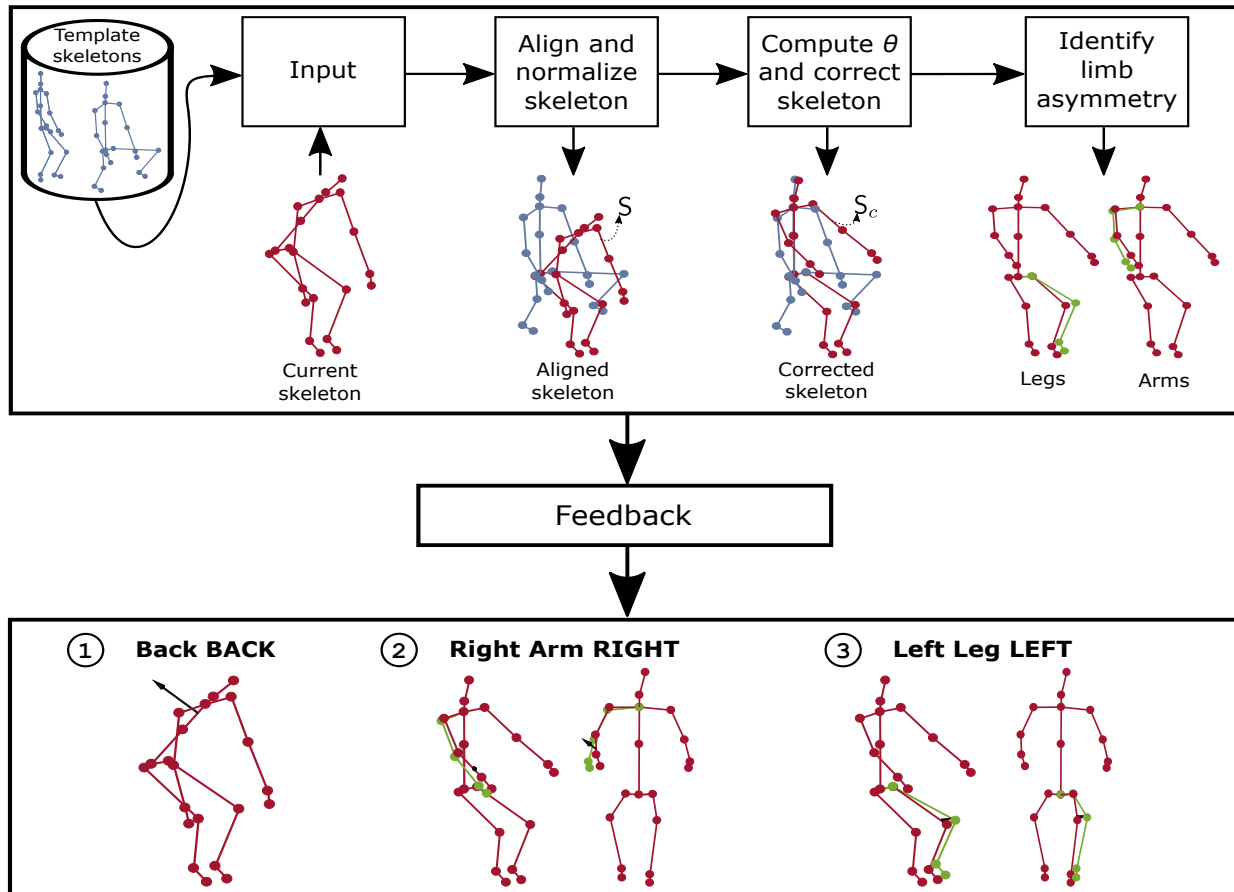 Template
skeletons
Input
Align and
normalize
skeleton
Compute θ
and correct
skeleton
Identify
limb
asymmetry
S
S_c
Current
skeleton
Aligned
skeleton
Corrected
skeleton
Legs
Arms
Feedback
1 Back BACK
2 Right Arm RIGHT
3 Left Leg LEFT